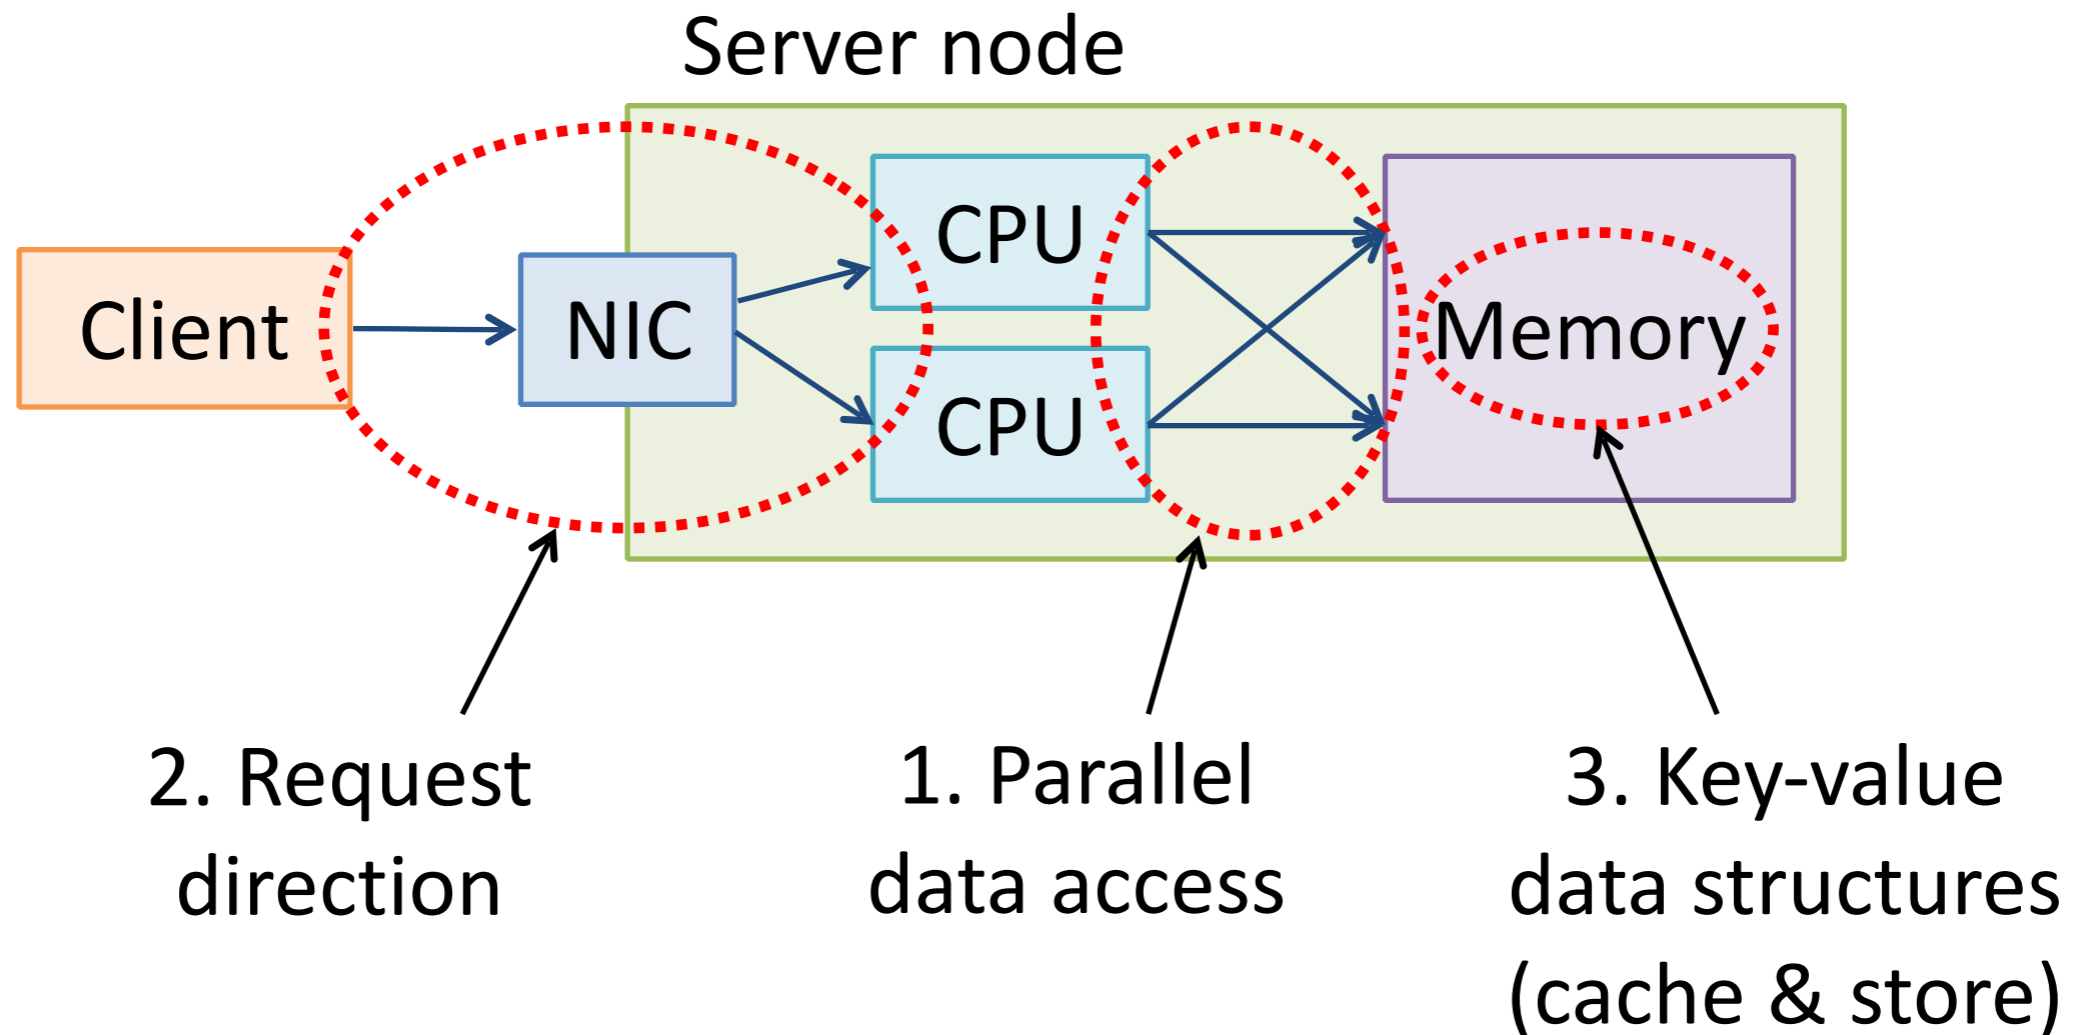 Server node
Client
NIC
CPU
CPU
Memory
2. Request
direction
1. Parallel
data access
3. Key-value
data structures
(cache & store)